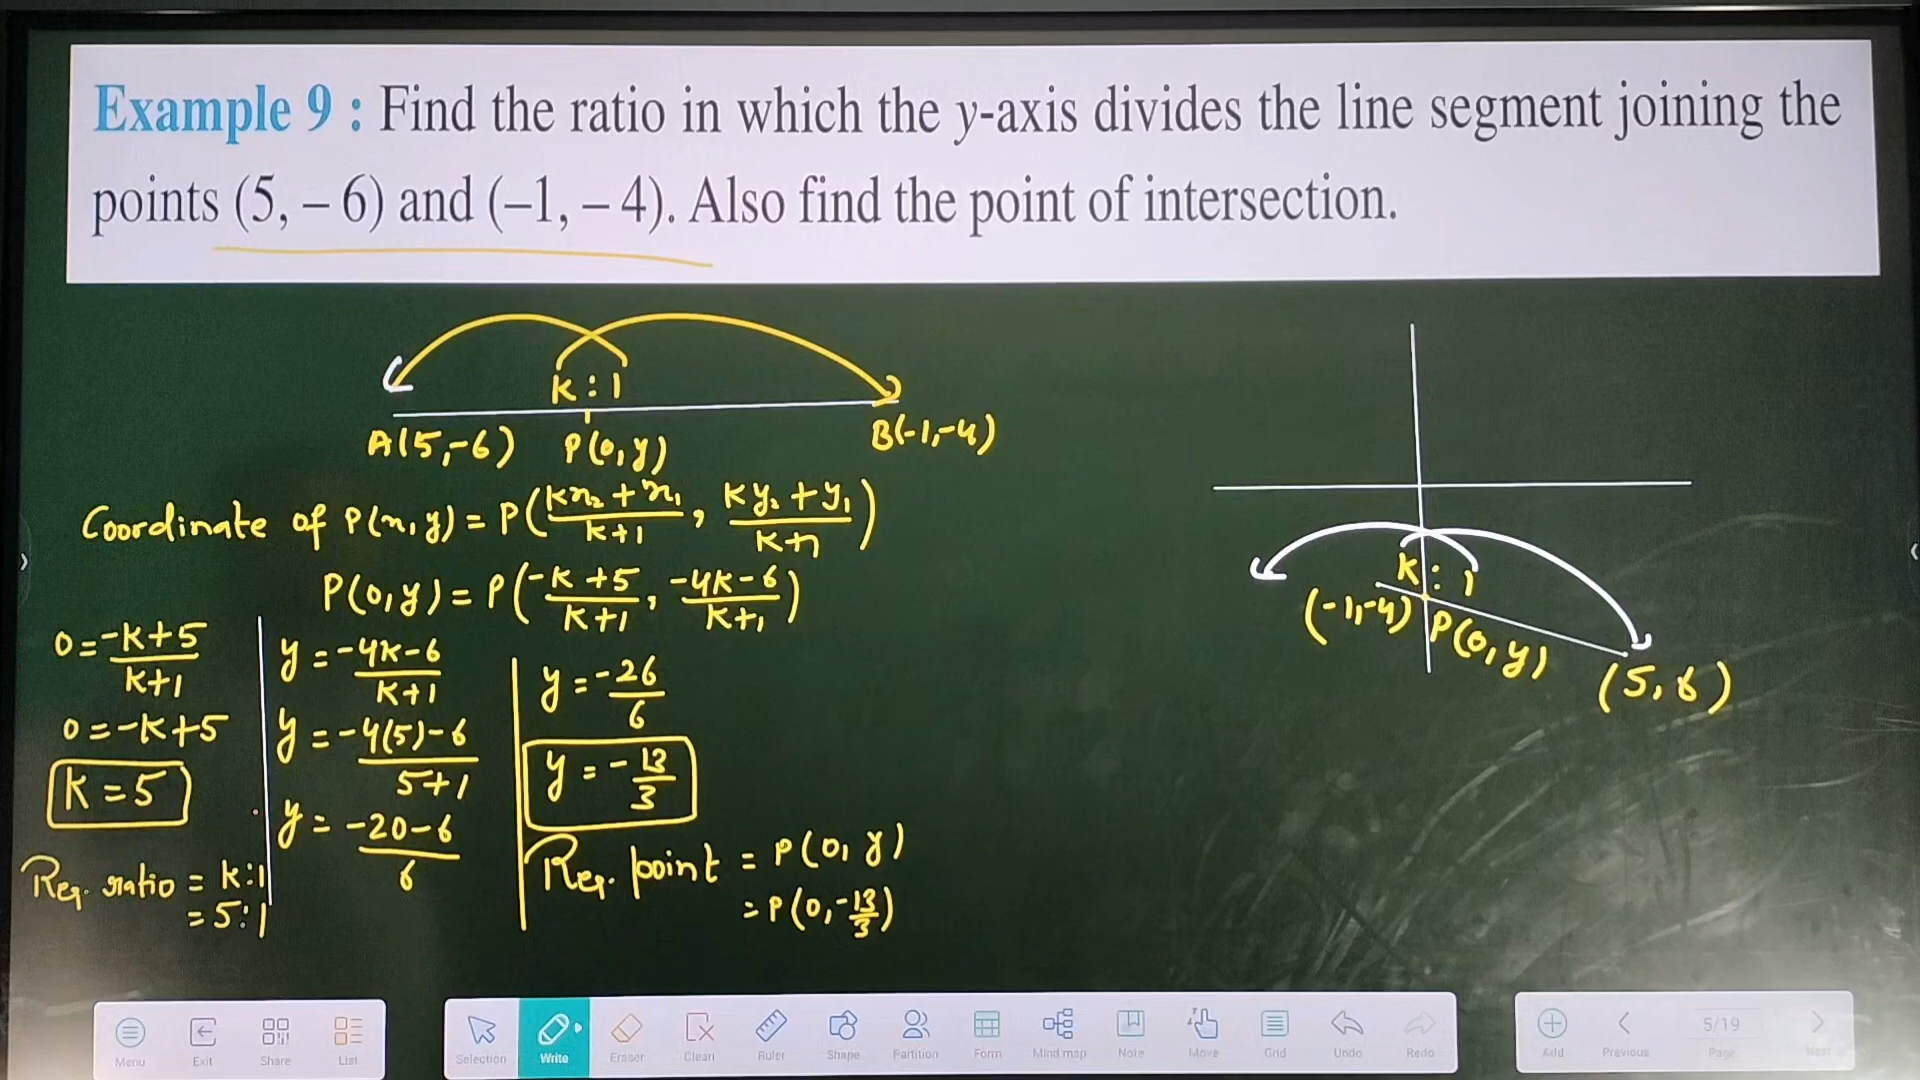 Example 9 : Find the ratio in which the y-axis divides the line segment joining the
points (5, – 6) and (–1, – 4). Also find the point of intersection.
K : 1
A(5,-6) P(0,y) B(-1,-4)
Coordinate of P(x,y) = P((kx₂+x₁)/(k+1), (ky₂+y₁)/(k+1))
P(0,y) = P((-k+5)/(k+1), (-4k-6)/(k+1))
0 = (-k+5)/(k+1)
0 = -k+5
K = 5
Req. ratio = k:1
= 5:1
y = (-4k-6)/(k+1)
y = (-4(5)-6)/(5+1)
y = (-20-6)/6
y = -26/6
y = -13/3
Req. point = P(0, y)
= P(0, -13/3)
K : 1
(-1,-4) P(0,y)
(5,6)
Menu Exit Share List
Selection Write Eraser Clean Ruler Shape Partition Form Mind map Note Move Grid Undo Redo
Add Previous 5/19 Page Next